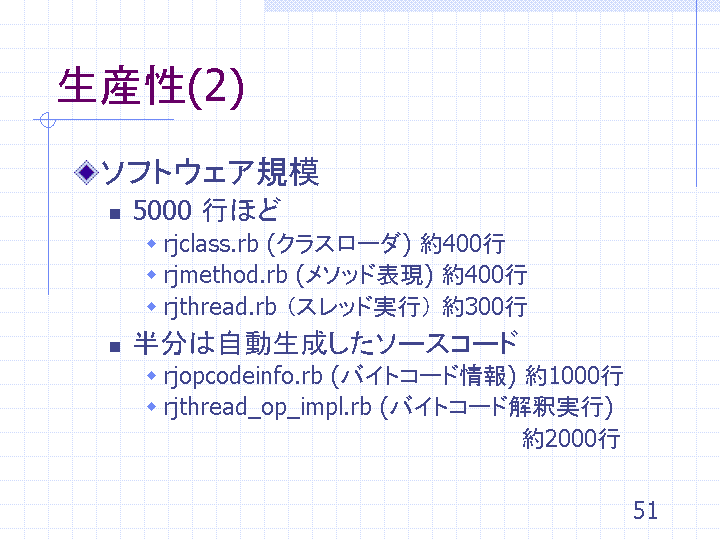 生産性(2)
ソフトウェア規模
5000 行ほど
rjclass.rb (クラスローダ) 約400行
rjmethod.rb (メソッド表現) 約400行
rjthread.rb (スレッド実行) 約300行
半分は自動生成したソースコード
rjopcodeinfo.rb (バイトコード情報) 約1000行
rjthread_op_impl.rb (バイトコード解釈実行)
約2000行
51